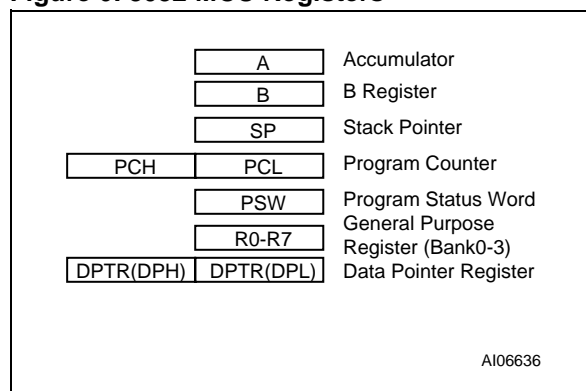 Figure 6. 8032 MCU Registers
A Accumulator
B B Register
SP Stack Pointer
PCH PCL Program Counter
PSW Program Status Word
R0-R7 General Purpose
Register (Bank0-3)
DPTR(DPH) DPTR(DPL) Data Pointer Register
AI06636